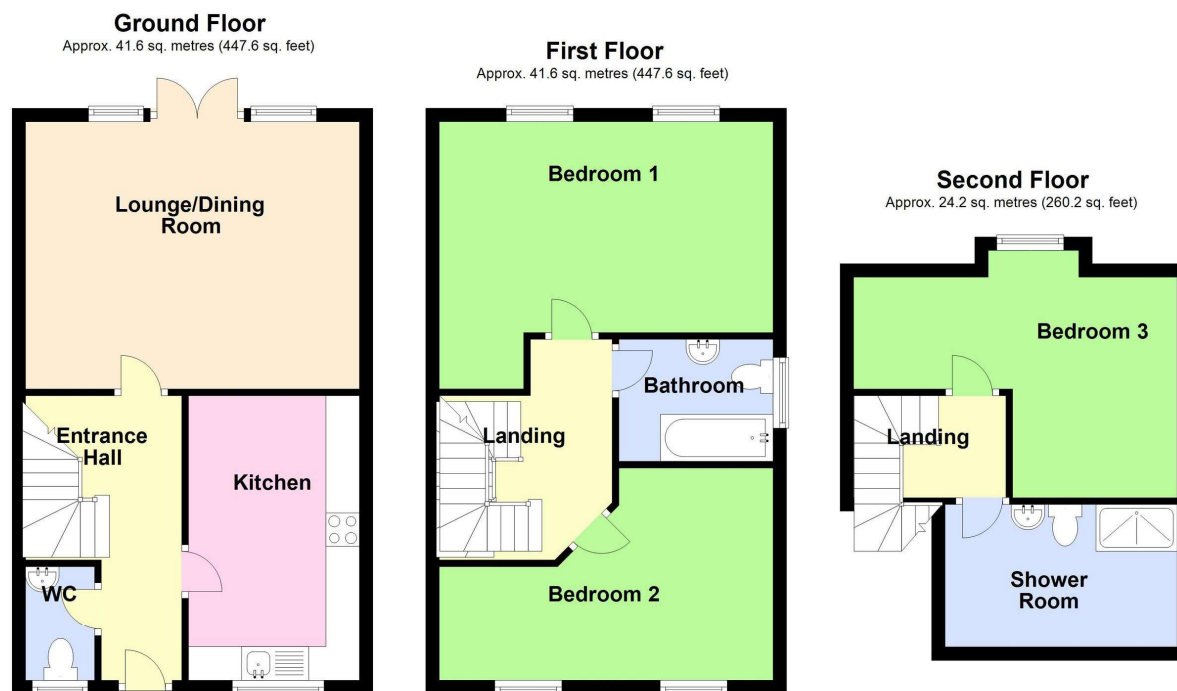 Ground Floor
Approx. 41.6 sq. metres (447.6 sq. feet)
Lounge/Dining
Room
Entrance
Hall
Kitchen
WC
First Floor
Approx. 41.6 sq. metres (447.6 sq. feet)
Bedroom 1
Bathroom
Landing
Bedroom 2
Second Floor
Approx. 24.2 sq. metres (260.2 sq. feet)
Bedroom 3
Landing
Shower
Room